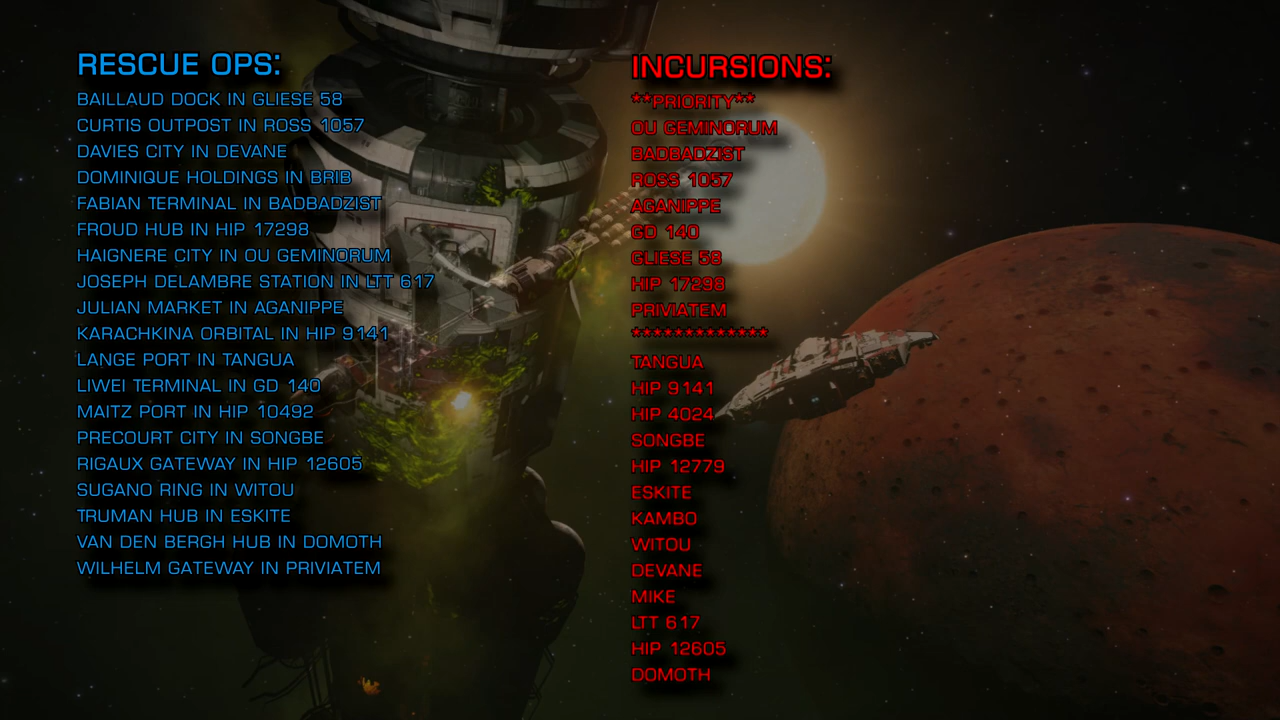 RESCUE OPS:
BAILLAUD DOCK IN GLIESE 58
CURTIS OUTPOST IN ROSS 1057
DAVIES CITY IN DEVANE
DOMINIQUE HOLDINGS IN BRIB
FABIAN TERMINAL IN BADBADZIST
FROUD HUB IN HIP 17298
HAIGNERE CITY IN OU GEMINORUM
JOSEPH DELAMBRE STATION IN LTT 617
JULIAN MARKET IN AGANIPPE
KARACHKINA ORBITAL IN HIP 9141
LANGE PORT IN TANGUA
LIWEI TERMINAL IN GD 140
MAITZ PORT IN HIP 10492
PRECOURT CITY IN SONGBE
RIGAUX GATEWAY IN HIP 12605
SUGANO RING IN WITOU
TRUMAN HUB IN ESKITE
VAN DEN BERGH HUB IN DOMOTH
WILHELM GATEWAY IN PRIVIATEM
INCURSIONS:
**PRIORITY**
OU GEMINORUM
BADBADZIST
ROSS 1057
AGANIPPE
GD 140
GLIESE 58
HIP 17298
PRIVIATEM
*************
TANGUA
HIP 9141
HIP 4024
SONGBE
HIP 12779
ESKITE
KAMBO
WITOU
DEVANE
MIKE
LTT 617
HIP 12605
DOMOTH